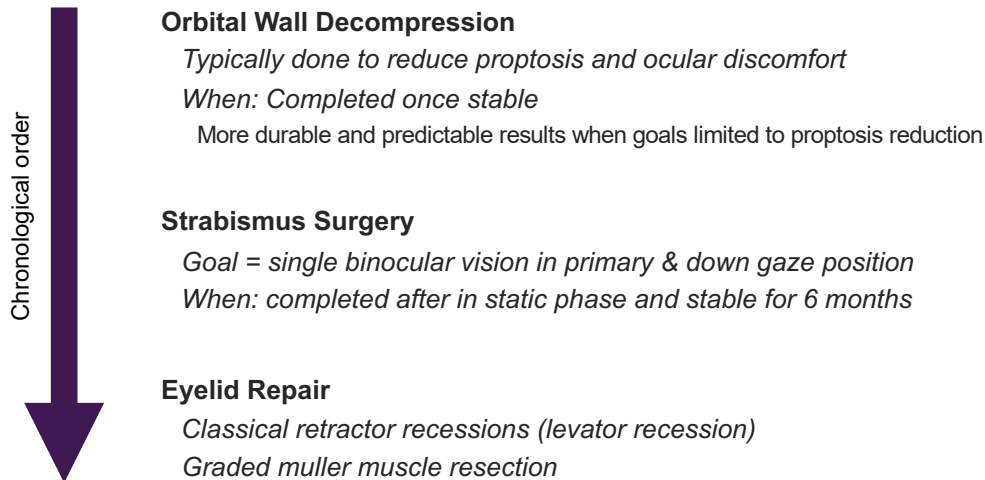 Chronological order
Orbital Wall Decompression
Typically done to reduce proptosis and ocular discomfort
When: Completed once stable
More durable and predictable results when goals limited to proptosis reduction
Strabismus Surgery
Goal = single binocular vision in primary & down gaze position
When: completed after in static phase and stable for 6 months
Eyelid Repair
Classical retractor recessions (levator recession)
Graded muller muscle resection